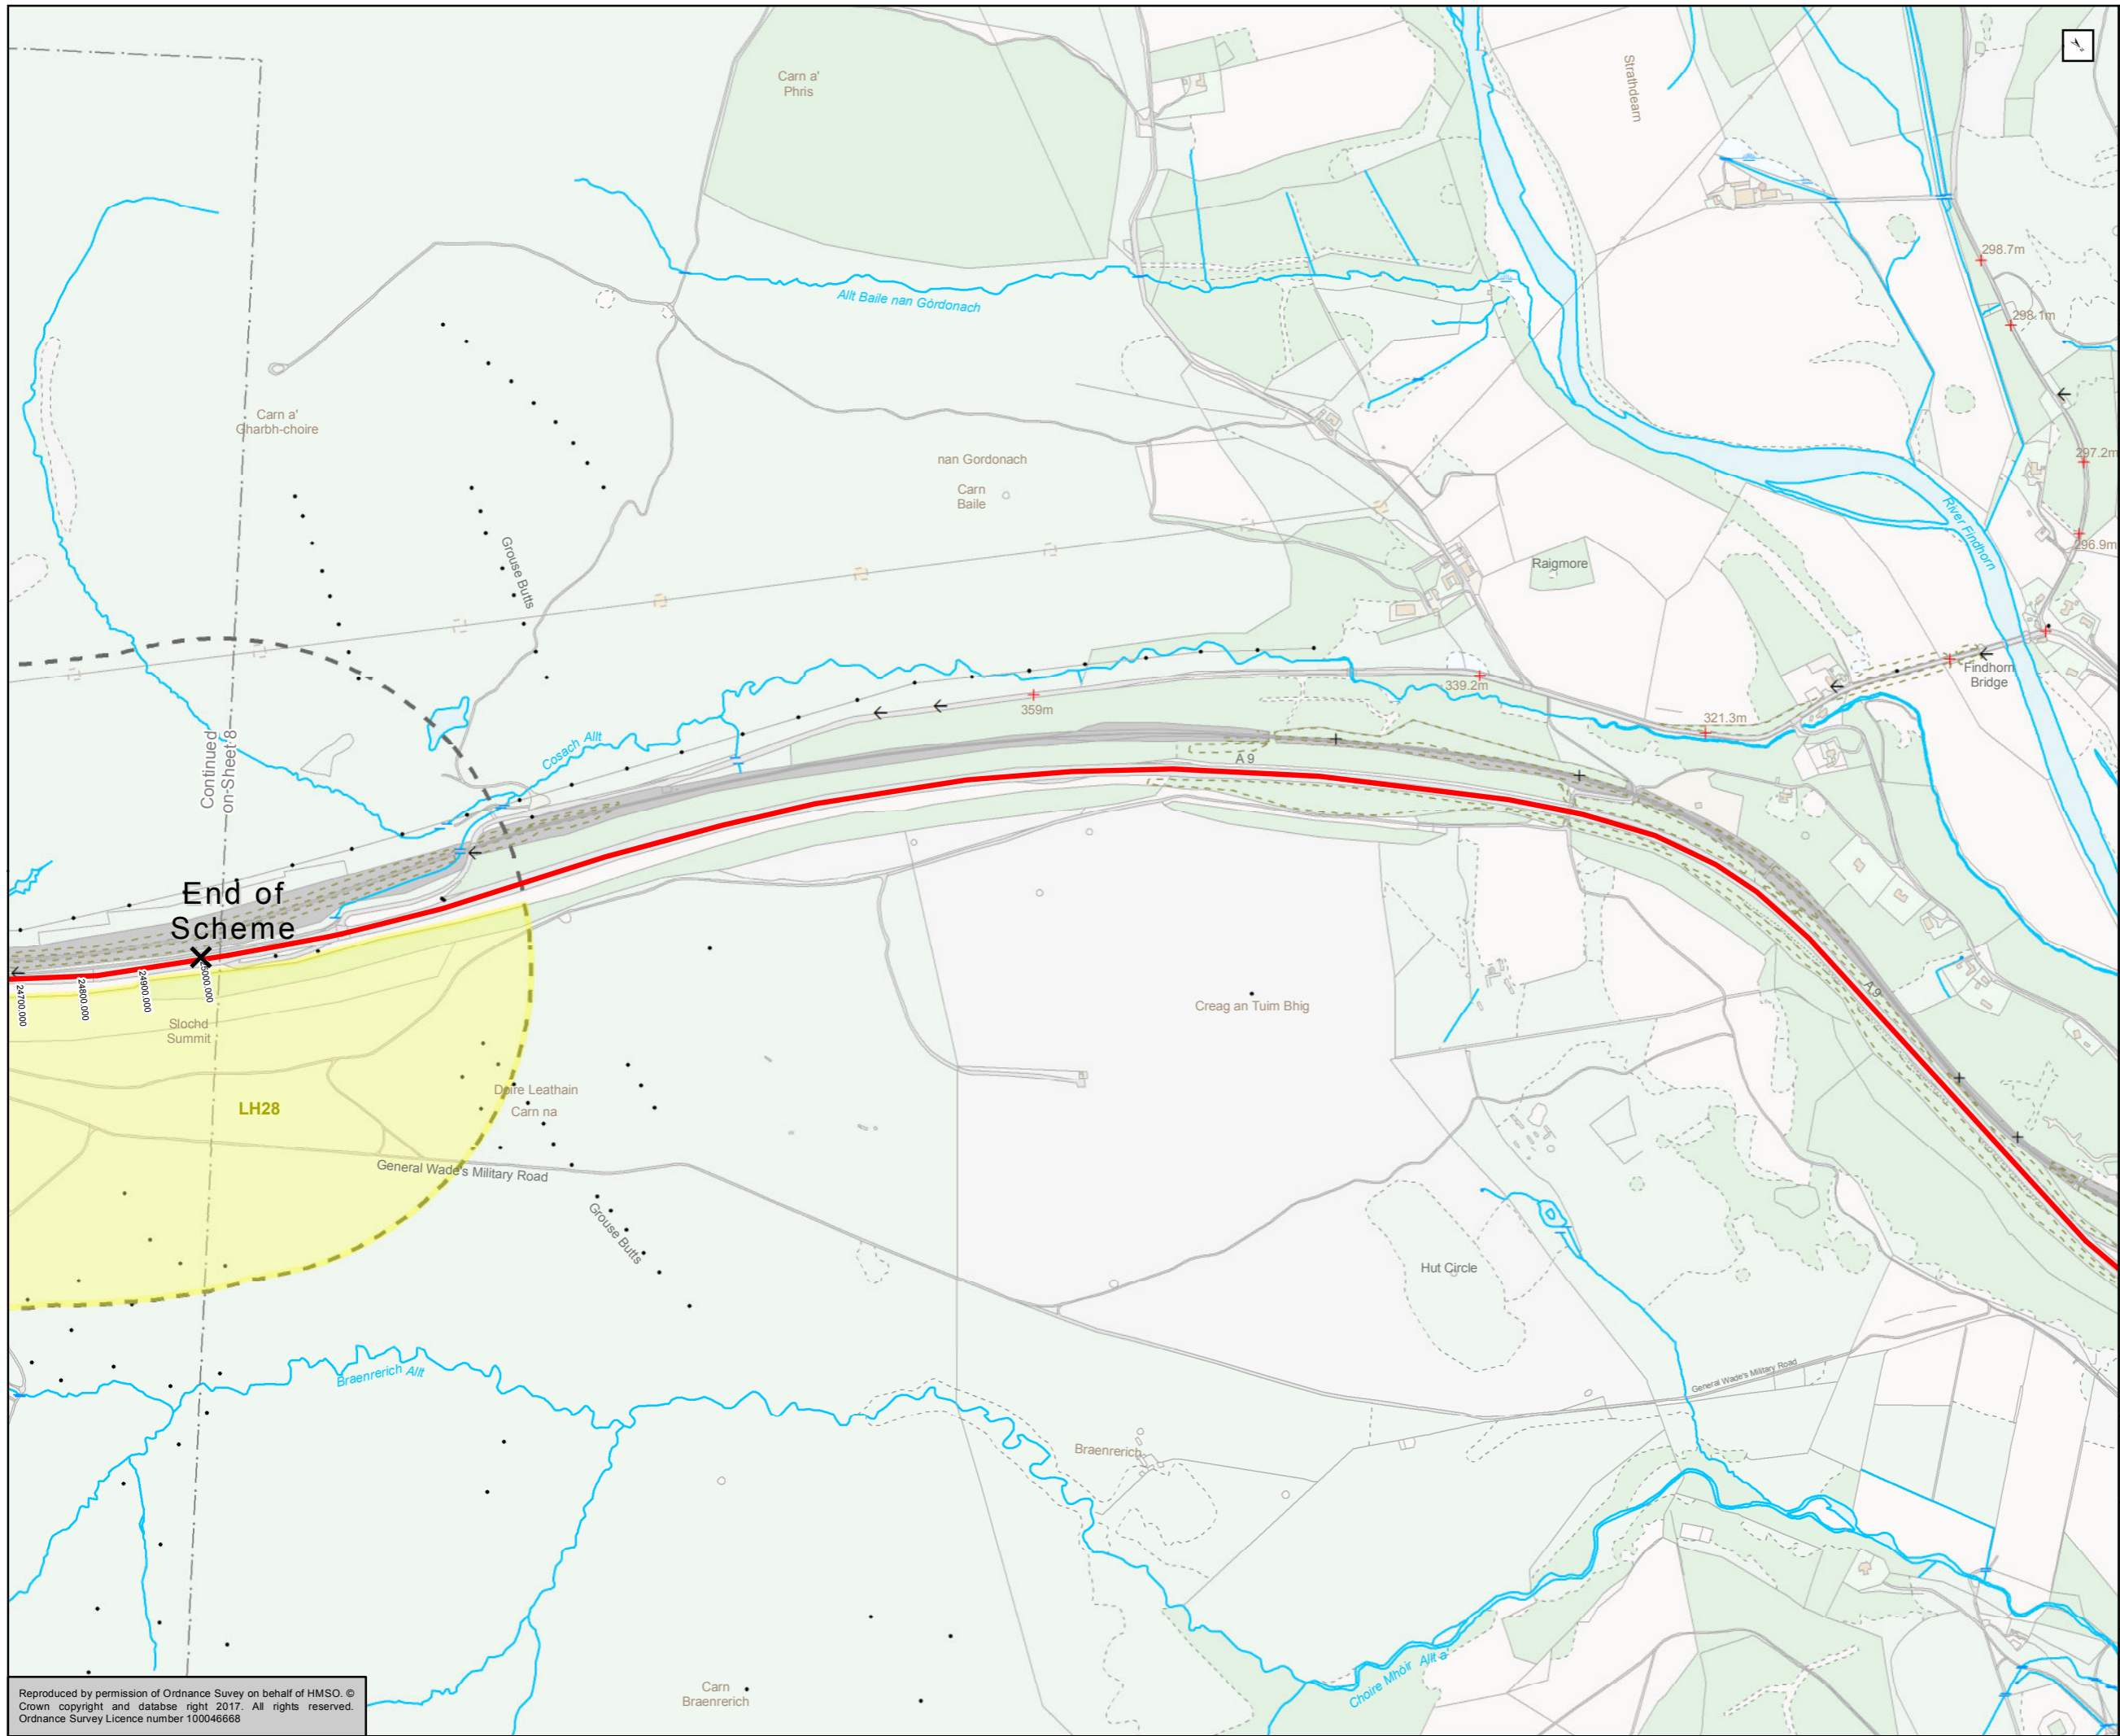 Carn a'
Phris
Strathdearn
298.7m
Allt Baile nan Gòrdonach
298.1m
Carn a'
Gharbh-choire
nan Gordonach
297.2m
Carn
Baile
River Findhorn
296.9m
Grouse Butts
Raigmore
Findhorn
Bridge
339.2m
359m
321.3m
Continued
on Sheet 8
Cosach Allt
A 9
End of
Scheme
24700.000
24800.000
24900.000
25000.000
A 9
Creag an Tuim Bhig
Slochd
Summit
Doire Leathain
Carn na
LH28
General Wade's Military Road
Grouse Butts
Hut Circle
Braenrerich Allt
General Wade's Military Road
Braenrerich
Choire Mhòir Allt a
Carn
Braenrerich
Reproduced by permission of Ordnance Suvey on behalf of HMSO. ©
Crown copyright and databse right 2017. All rights reserved.
Ordnance Survey Licence number 100046668